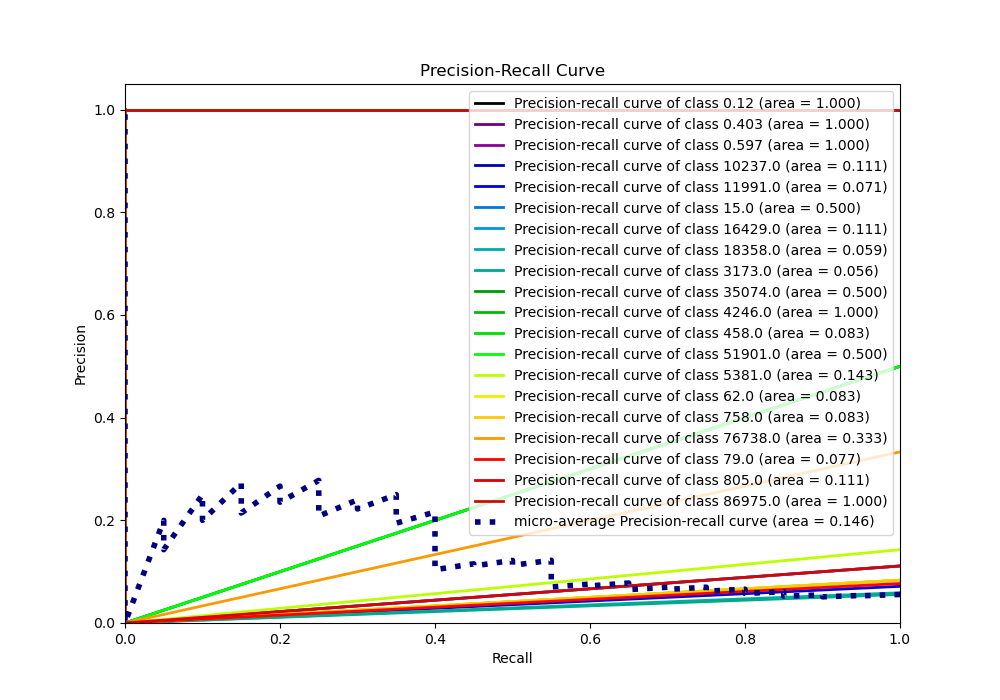 Precision-Recall Curve
Precision
1.0
0.8
0.6
0.4
0.2
0.0
Precision-recall curve of class 0.12 (area = 1.000)
Precision-recall curve of class 0.403 (area = 1.000)
Precision-recall curve of class 0.597 (area = 1.000)
Precision-recall curve of class 10237.0 (area = 0.111)
Precision-recall curve of class 11991.0 (area = 0.071)
Precision-recall curve of class 15.0 (area = 0.500)
Precision-recall curve of class 16429.0 (area = 0.111)
Precision-recall curve of class 18358.0 (area = 0.059)
Precision-recall curve of class 3173.0 (area = 0.056)
Precision-recall curve of class 35074.0 (area = 0.500)
Precision-recall curve of class 4246.0 (area = 1.000)
Precision-recall curve of class 458.0 (area = 0.083)
Precision-recall curve of class 51901.0 (area = 0.500)
Precision-recall curve of class 5381.0 (area = 0.143)
Precision-recall curve of class 62.0 (area = 0.083)
Precision-recall curve of class 758.0 (area = 0.083)
Precision-recall curve of class 76738.0 (area = 0.333)
Precision-recall curve of class 79.0 (area = 0.077)
Precision-recall curve of class 805.0 (area = 0.111)
Precision-recall curve of class 86975.0 (area = 1.000)
micro-average Precision-recall curve (area = 0.146)
0.0 0.2 0.4 0.6 0.8 1.0
Recall